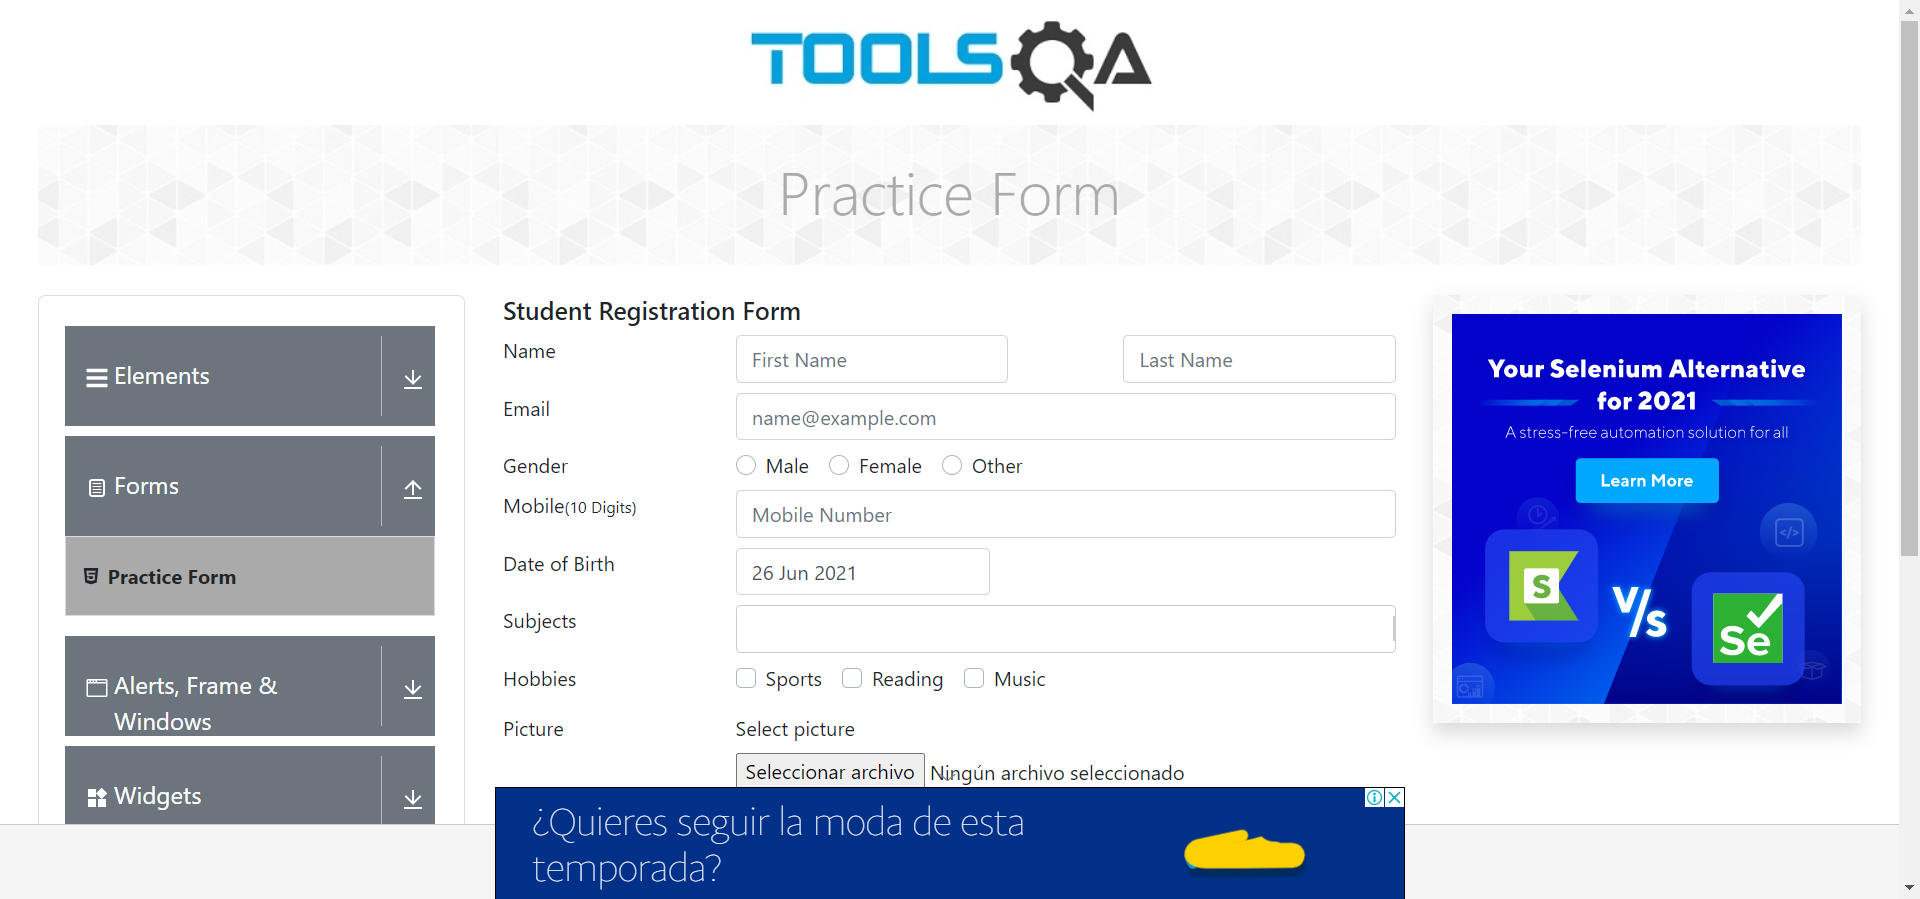 TOOLSQA
Practice Form
Elements
Forms
Practice Form
Alerts, Frame &
Windows
Widgets
Student Registration Form
Name
First Name
Last Name
Email
name@example.com
Gender
Male
Female
Other
Mobile(10 Digits)
Mobile Number
Date of Birth
26 Jun 2021
Subjects
Hobbies
Sports
Reading
Music
Picture
Select picture
Seleccionar archivo
Ningún archivo seleccionado
Your Selenium Alternative
for 2021
A stress-free automation solution for all
Learn More
S
V/s
Se
¿Quieres seguir la moda de esta
temporada?